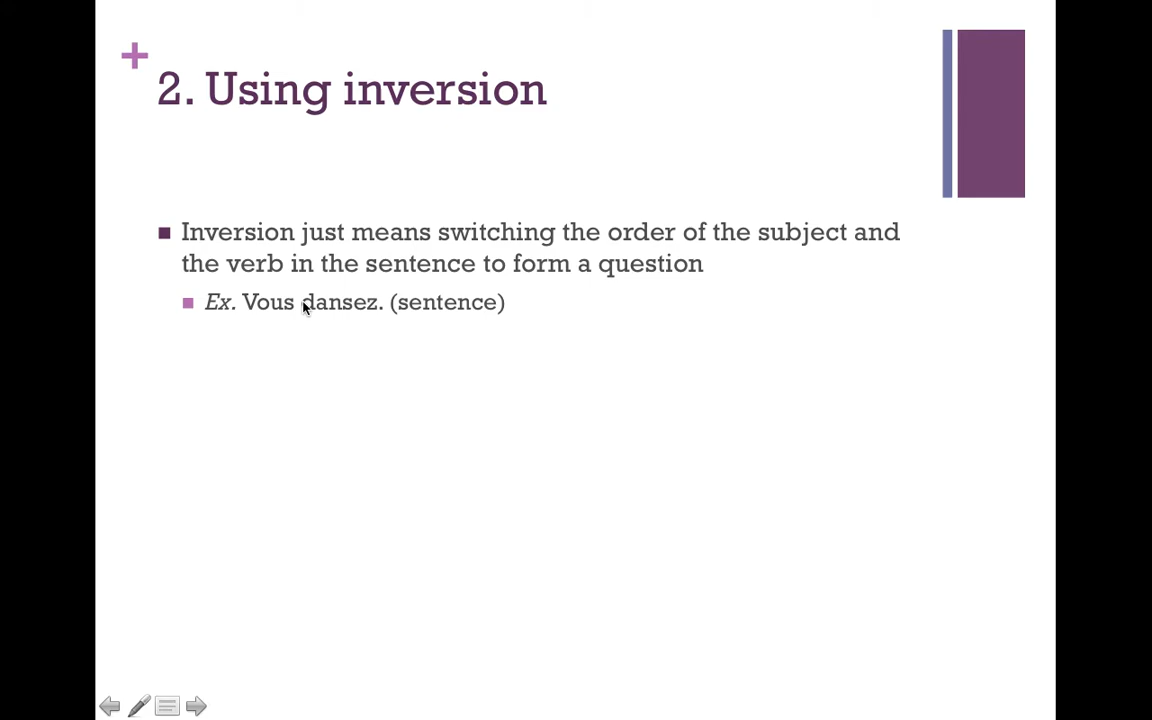 +
2. Using inversion
Inversion just means switching the order of the subject and
the verb in the sentence to form a question
Ex. Vous dansez. (sentence)